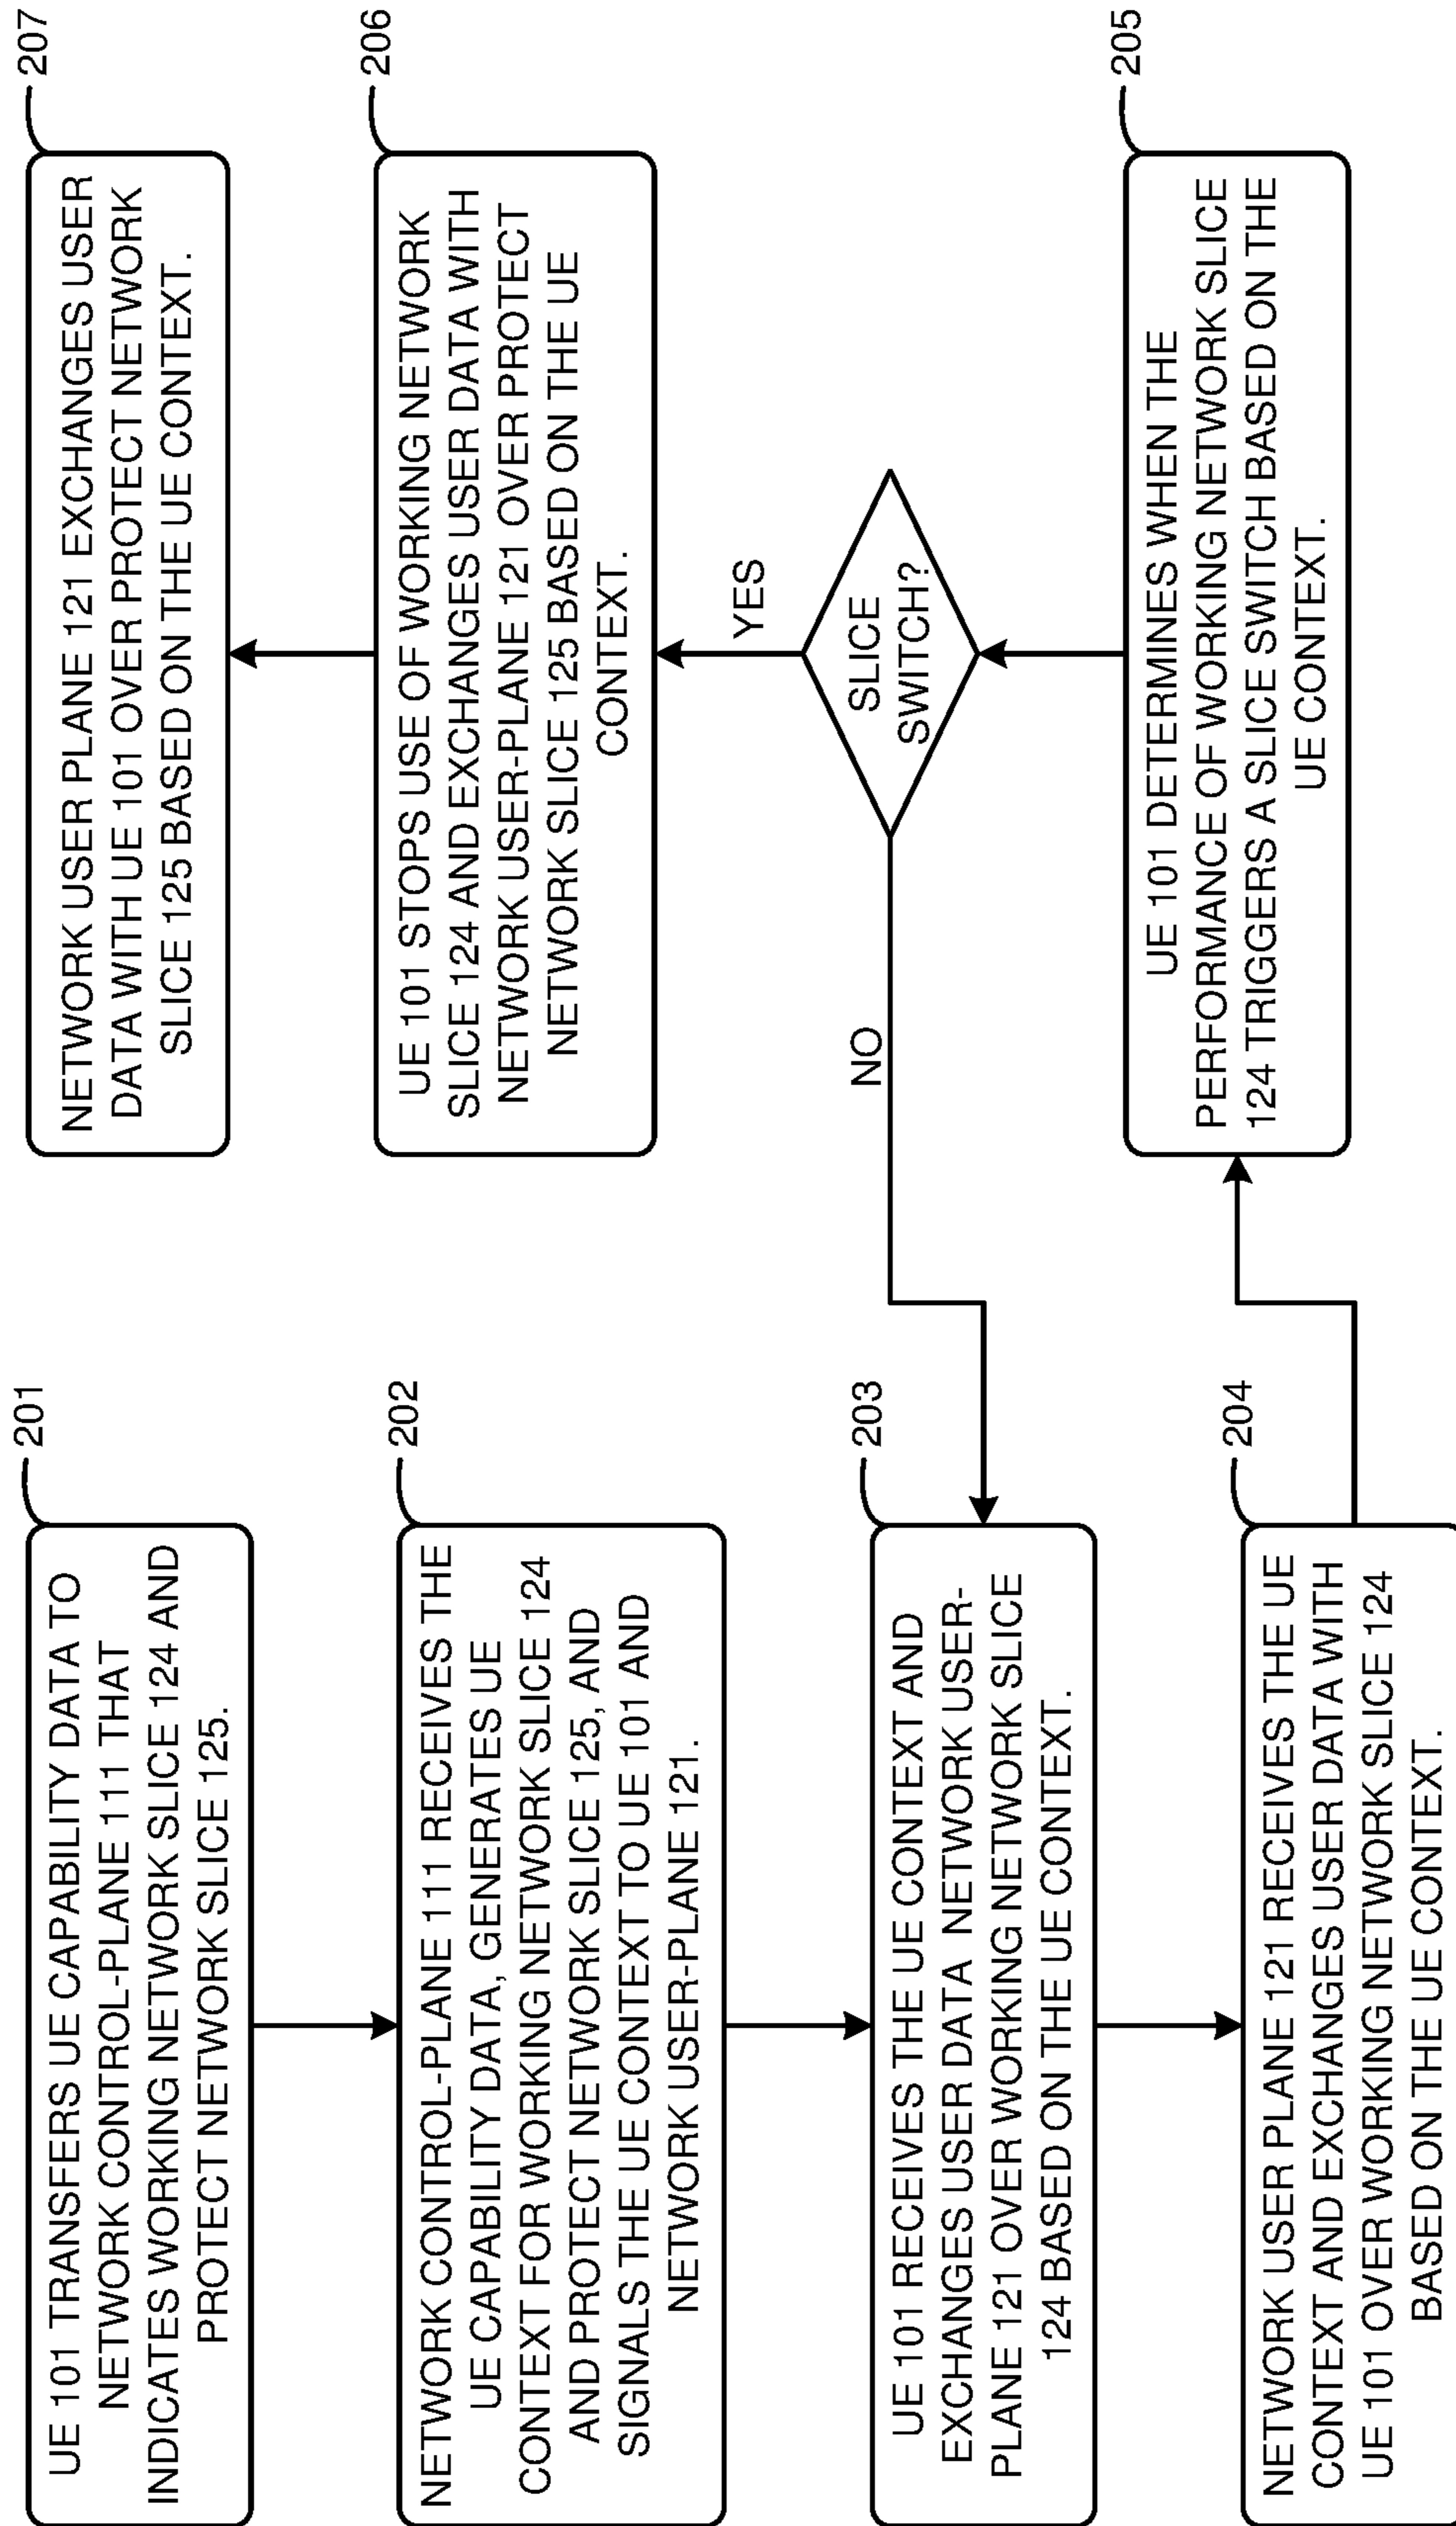 201
UE 101 TRANSFERS UE CAPABILITY DATA TO
NETWORK CONTROL-PLANE 111 THAT
INDICATES WORKING NETWORK SLICE 124 AND
PROTECT NETWORK SLICE 125.
202
NETWORK CONTROL-PLANE 111 RECEIVES THE
UE CAPABILITY DATA, GENERATES UE
CONTEXT FOR WORKING NETWORK SLICE 124
AND PROTECT NETWORK SLICE 125, AND
SIGNALS THE UE CONTEXT TO UE 101 AND
NETWORK USER-PLANE 121.
203
UE 101 RECEIVES THE UE CONTEXT AND
EXCHANGES USER DATA NETWORK USER-
PLANE 121 OVER WORKING NETWORK SLICE
124 BASED ON THE UE CONTEXT.
204
NETWORK USER PLANE 121 RECEIVES THE UE
CONTEXT AND EXCHANGES USER DATA WITH
UE 101 OVER WORKING NETWORK SLICE 124
BASED ON THE UE CONTEXT.
205
UE 101 DETERMINES WHEN THE
PERFORMANCE OF WORKING NETWORK SLICE
124 TRIGGERS A SLICE SWITCH BASED ON THE
UE CONTEXT.
SLICE
SWITCH?
NO
YES
206
UE 101 STOPS USE OF WORKING NETWORK
SLICE 124 AND EXCHANGES USER DATA WITH
NETWORK USER-PLANE 121 OVER PROTECT
NETWORK SLICE 125 BASED ON THE UE
CONTEXT.
207
NETWORK USER PLANE 121 EXCHANGES USER
DATA WITH UE 101 OVER PROTECT NETWORK
SLICE 125 BASED ON THE UE CONTEXT.